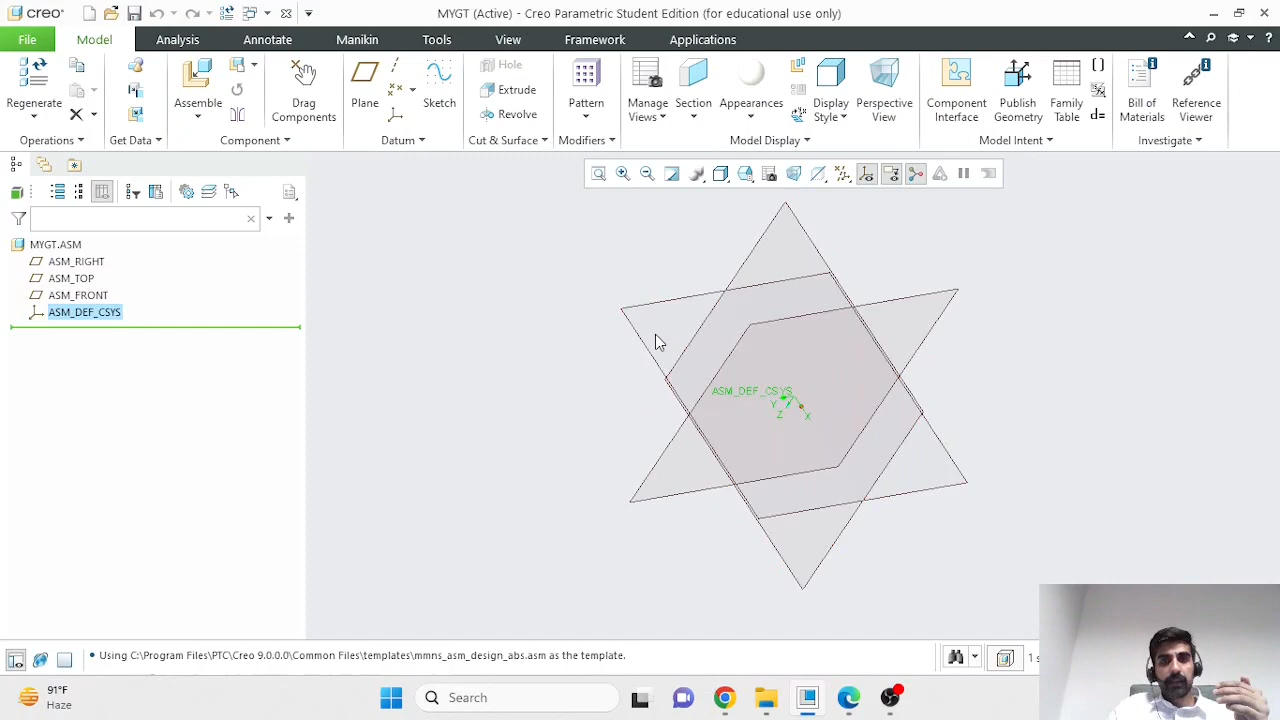 creo
MYGT (Active) - Creo Parametric Student Edition (for educational use only)
File
Model
Analysis
Annotate
Manikin
Tools
View
Framework
Applications
Regenerate
Operations
Get Data
Assemble
Drag
Components
Component
Plane
Sketch
Datum
Hole
Extrude
Revolve
Cut & Surface
Pattern
Modifiers
Manage
Views
Section
Appearances
Display
Style
Perspective
View
Model Display
Component
Interface
Publish
Geometry
Family
Table
d=
Model Intent
Bill of
Materials
Reference
Viewer
Investigate
MYGT.ASM
ASM_RIGHT
ASM_TOP
ASM_FRONT
ASM_DEF_CSYS
ASM_DEF_CSYS
Y
Z
X
• Using C:\Program Files\PTC\Creo 9.0.0.0\Common Files\templates\mmns_asm_design_abs.asm as the template.
91°F
Haze
Search